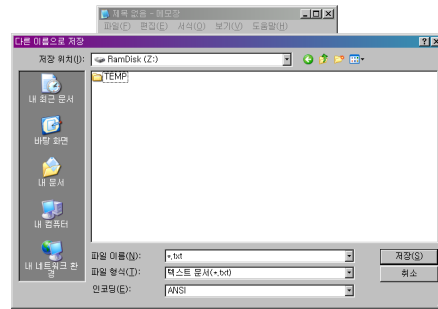 제목 없음 - 메모장
파일(F) 편집(E) 서식(O) 보기(V) 도움말(H)
다른 이름으로 저장
저장 위치(I):
RamDisk (Z:)
TEMP
내 최근 문서
바탕 화면
내 문서
내 컴퓨터
내 네트워크 환
경
파일 이름(N):
*.txt
저장(S)
파일 형식(T):
텍스트 문서(*.txt)
취소
인코딩(E):
ANSI